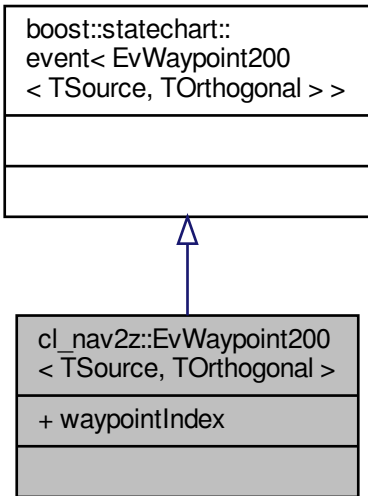 boost::statechart::
event< EvWaypoint200
< TSource, TOrthogonal > >
cl_nav2z::EvWaypoint200
< TSource, TOrthogonal >
+ waypointIndex